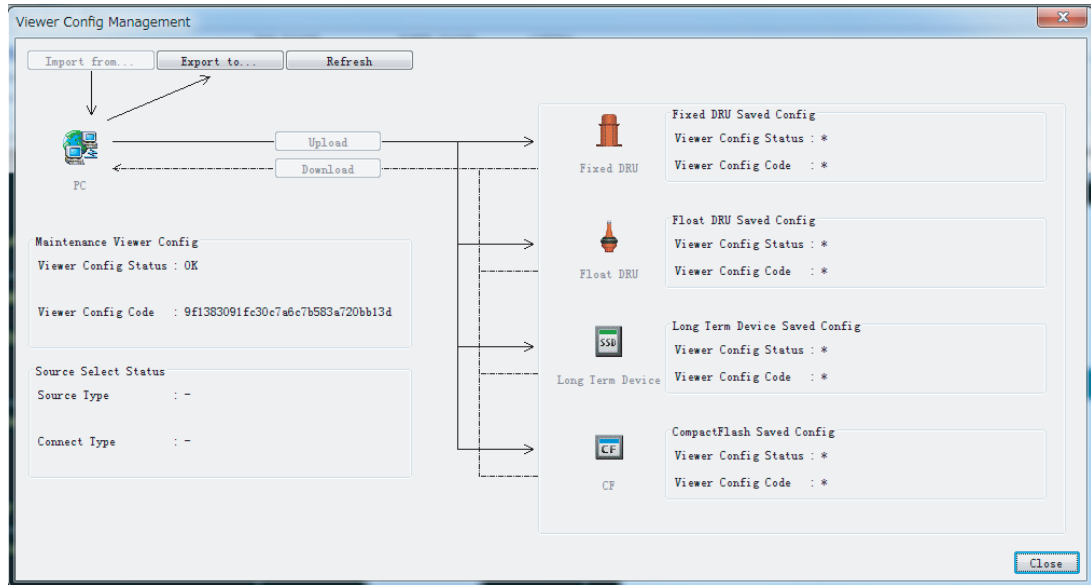 Viewer Config Management
Import from...
Export to...
Refresh
Upload
Download
PC
Maintenance Viewer Config
Viewer Config Status : OK
Viewer Config Code : 9f1383091fc30c7a6c7b583a720bb13d
Source Select Status
Source Type : -
Connect Type : -
Fixed DRU
Fixed DRU Saved Config
Viewer Config Status : *
Viewer Config Code : *
Float DRU
Float DRU Saved Config
Viewer Config Status : *
Viewer Config Code : *
SSD
Long Term Device
Long Term Device Saved Config
Viewer Config Status : *
Viewer Config Code : *
CF
CF
CompactFlash Saved Config
Viewer Config Status : *
Viewer Config Code : *
Close